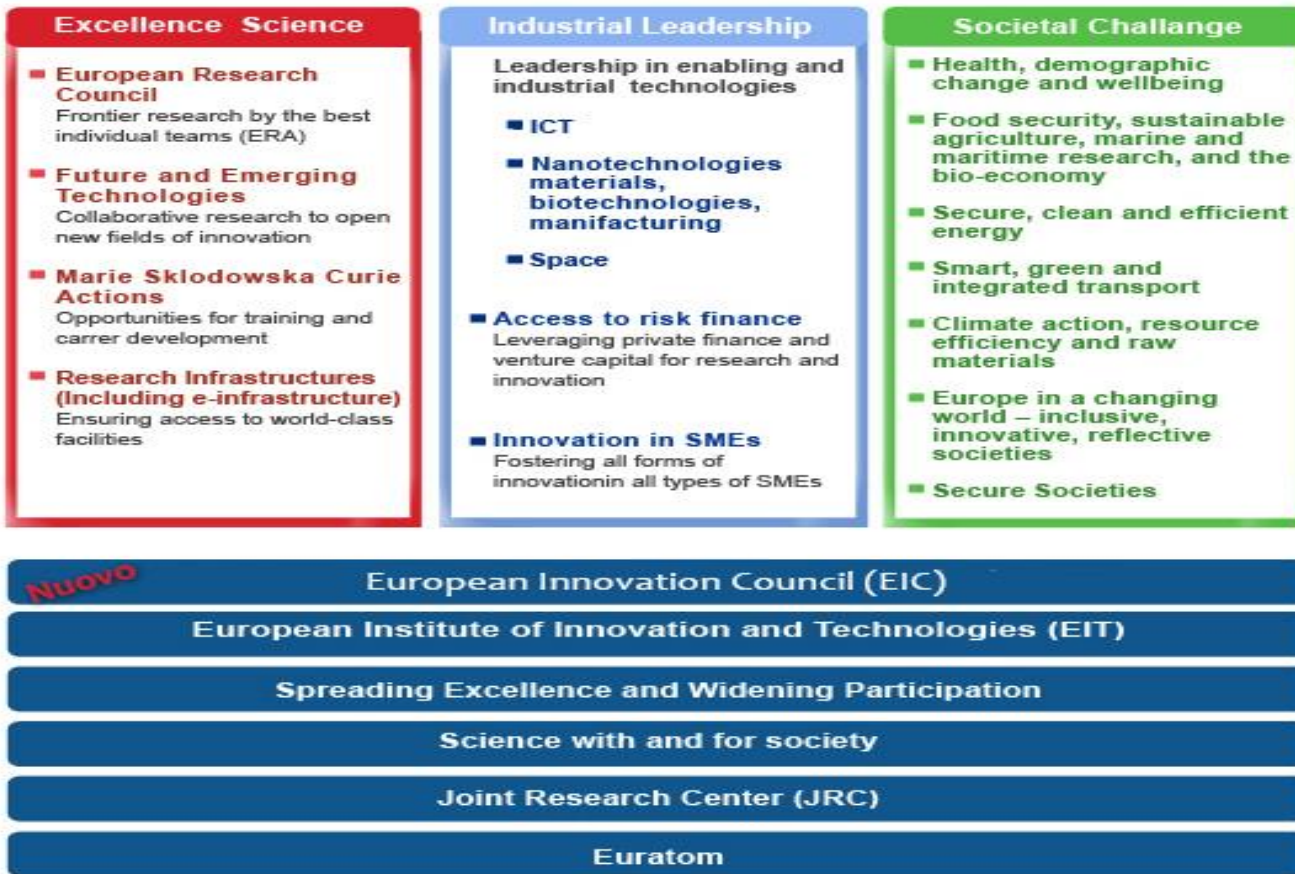 Excellence Science
European Research
Council
Frontier research by the best
individual teams (ERA)
Future and Emerging
Technologies
Collaborative research to open
new fields of innovation
Marie Sklodowska Curie
Actions
Opportunities for training and
carrer development
Research Infrastructures
(Including e-infrastructure)
Ensuring access to world-class
facilities
Industrial Leadership
Leadership in enabling and
industrial technologies
ICT
Nanotechnologies
materials,
biotechnologies,
manifacturing
Space
Access to risk finance
Leveraging private finance and
venture capital for research and
innovation
Innovation in SMEs
Fostering all forms of
innovationin all types of SMEs
Societal Challange
Health, demographic
change and wellbeing
Food security, sustainable
agriculture, marine and
maritime research, and the
bio-economy
Secure, clean and efficient
energy
Smart, green and
integrated transport
Climate action, resource
efficiency and raw
materials
Europe in a changing
world – inclusive,
innovative, reflective
societies
Secure Societies
Nuovo
European Innovation Council (EIC)
European Institute of Innovation and Technologies (EIT)
Spreading Excellence and Widening Participation
Science with and for society
Joint Research Center (JRC)
Euratom